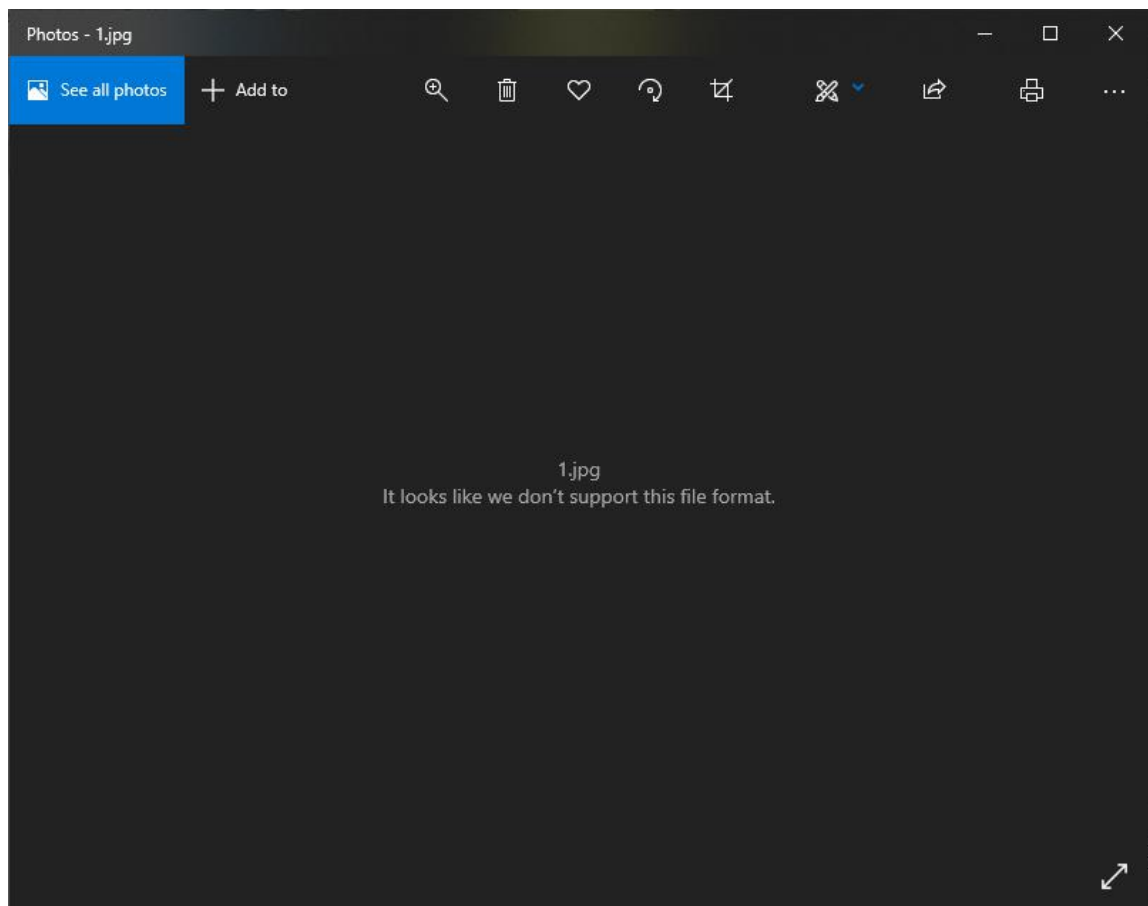 Photos - 1.jpg
See all photos
Add to
1.jpg
It looks like we don't support this file format.